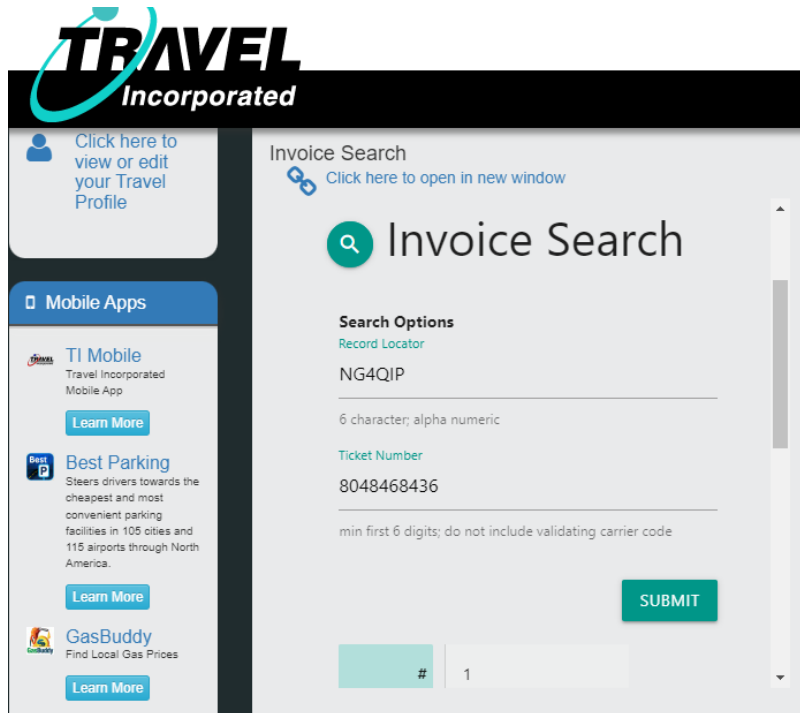 TRAVEL
Incorporated
Click here to
view or edit
your Travel
Profile
Mobile Apps
TRAVEL
TI Mobile
Travel Incorporated
Mobile App
Learn More
Best
P
Best Parking
Steers drivers towards the
cheapest and most
convenient parking
facilities in 105 cities and
115 airports through North
America.
Learn More
GasBuddy
GasBuddy
Find Local Gas Prices
Learn More
Invoice Search
Click here to open in new window
Invoice Search
Search Options
Record Locator
NG4QIP
6 character; alpha numeric
Ticket Number
8048468436
min first 6 digits; do not include validating carrier code
SUBMIT
# 1